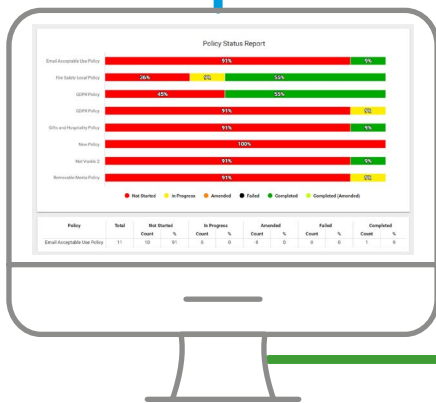 Policy Status Report
Email Acceptable Use Policy 91% 9%
Fire Safety Local Policy 36% 9% 55%
GDPR Policy 45% 55%
GDPR Policy 91% 9%
Gifts and Hospitality Policy 91% 9%
New Policy 100%
Not Visible 2 91% 9%
Removable Media Policy 91% 9%
Not Started In Progress Amended Failed Completed Completed (Amended)
Policy Total Not Started In Progress Amended Failed Completed
Count % Count % Count % Count % Count %
Email Acceptable Use Policy 11 10 91 0 0 0 0 0 0 1 9